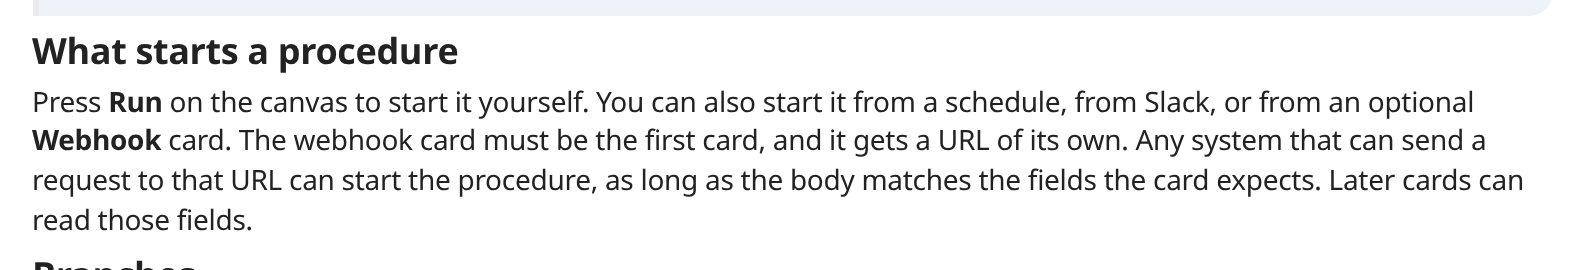 What starts a procedure
Press Run on the canvas to start it yourself. You can also start it from a schedule, from Slack, or from an optional
Webhook card. The webhook card must be the first card, and it gets a URL of its own. Any system that can send a
request to that URL can start the procedure, as long as the body matches the fields the card expects. Later cards can
read those fields.
Branches